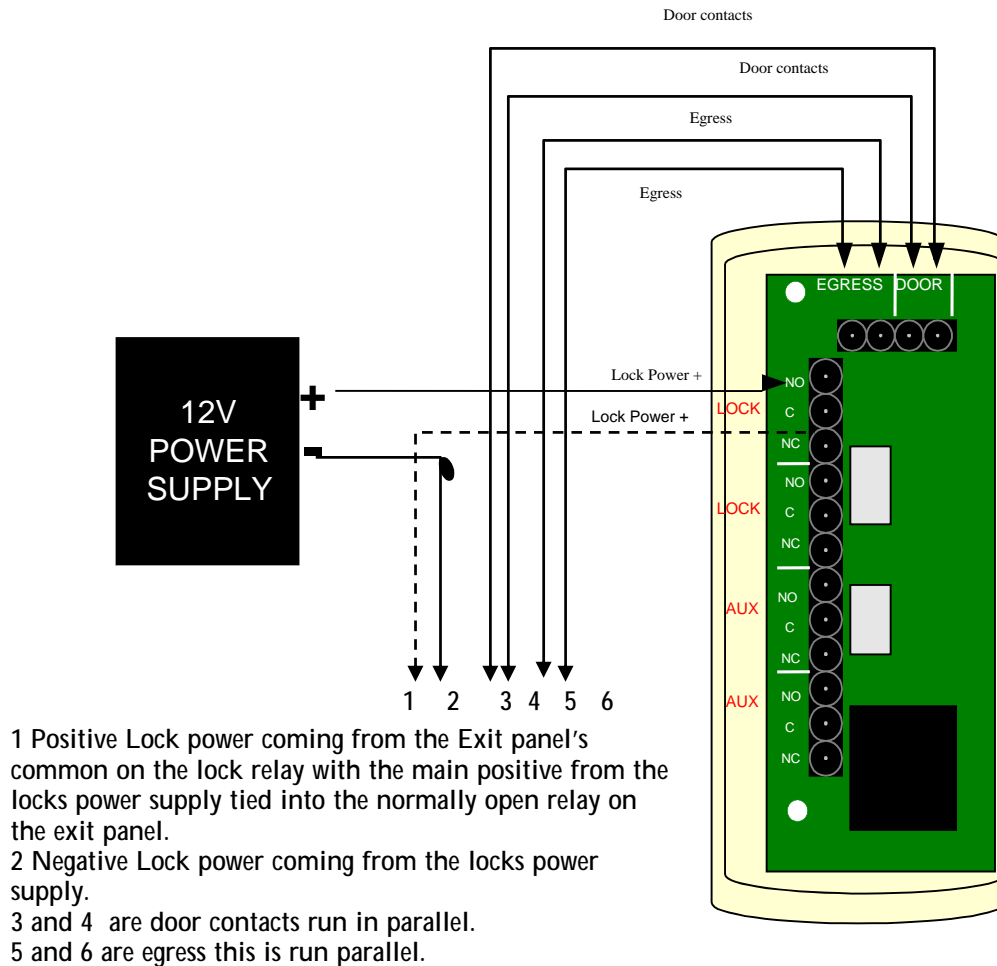 Door contacts
Door contacts
Egress
Egress
EGRESS DOOR
Lock Power +
NO
LOCK C
Lock Power +
NC
NO
LOCK C
NC
NO
AUX
C
NC
NO
AUX
C
NC
+
-
12V
POWER
SUPPLY
1 2 3 4 5 6
1 Positive Lock power coming from the Exit panel's
common on the lock relay with the main positive from the
locks power supply tied into the normally open relay on
the exit panel.
2 Negative Lock power coming from the locks power
supply.
3 and 4 are door contacts run in parallel.
5 and 6 are egress this is run parallel.